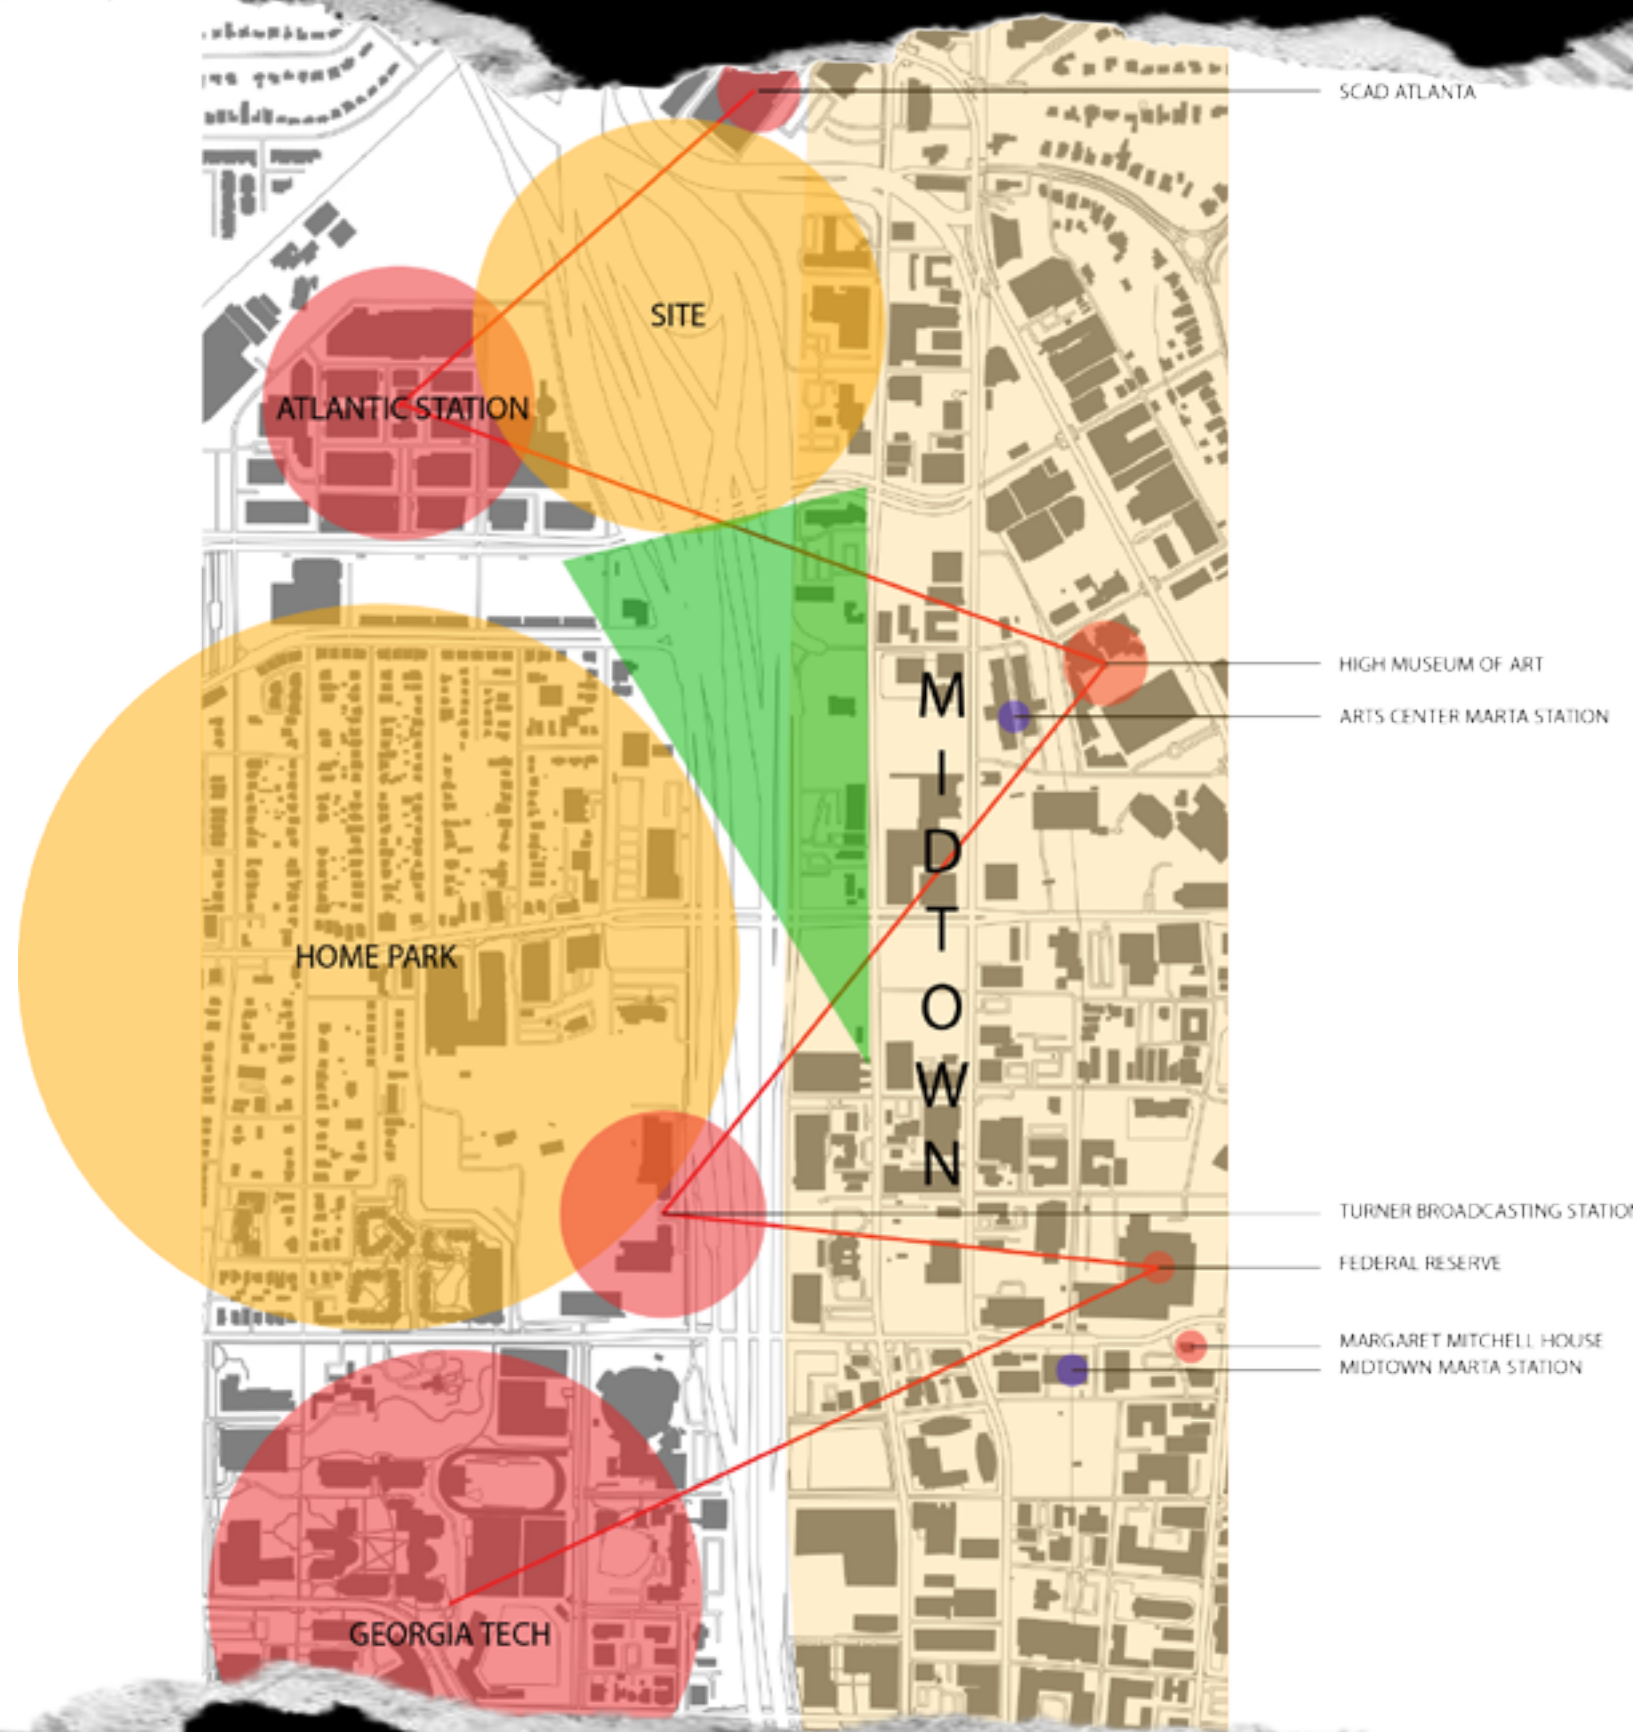 SCAD ATLANTA
SITE
ATLANTIC STATION
HIGH MUSEUM OF ART
MIDTOWN
ARTS CENTER MARTA STATION
HOME PARK
TURNER BROADCASTING STATION
FEDERAL RESERVE
MARGARET MITCHELL HOUSE
MIDTOWN MARTA STATION
GEORGIA TECH